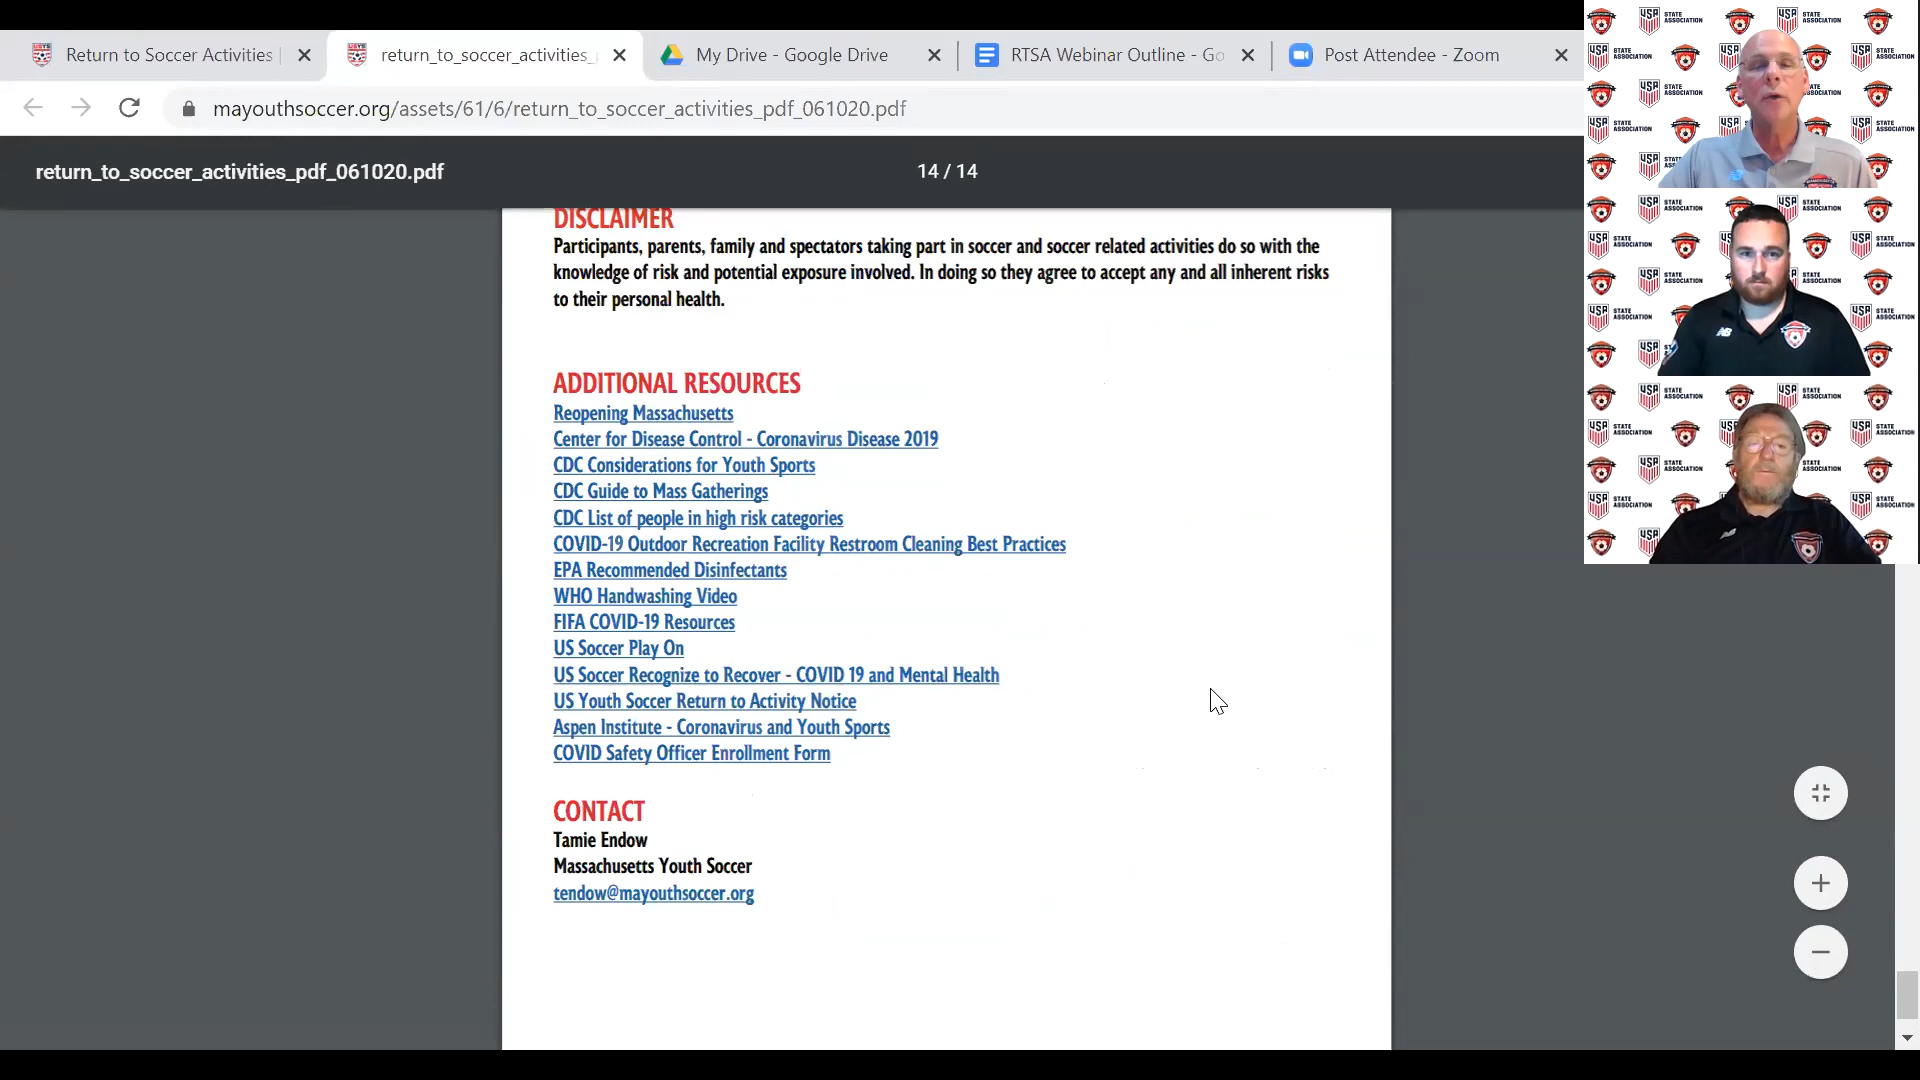 Return to Soccer Activities
return_to_soccer_activities_
My Drive - Google Drive
RTSA Webinar Outline - Go
Post Attendee - Zoom
mayouthsoccer.org/assets/61/6/return_to_soccer_activities_pdf_061020.pdf
return_to_soccer_activities_pdf_061020.pdf
14 / 14
DISCLAIMER
Participants, parents, family and spectators taking part in soccer and soccer related activities do so with the
knowledge of risk and potential exposure involved. In doing so they agree to accept any and all inherent risks
to their personal health.
ADDITIONAL RESOURCES
Reopening Massachusetts
Center for Disease Control - Coronavirus Disease 2019
CDC Considerations for Youth Sports
CDC Guide to Mass Gatherings
CDC List of people in high risk categories
COVID-19 Outdoor Recreation Facility Restroom Cleaning Best Practices
EPA Recommended Disinfectants
WHO Handwashing Video
FIFA COVID-19 Resources
US Soccer Play On
US Soccer Recognize to Recover - COVID 19 and Mental Health
US Youth Soccer Return to Activity Notice
Aspen Institute - Coronavirus and Youth Sports
COVID Safety Officer Enrollment Form
CONTACT
Tamie Endow
Massachusetts Youth Soccer
tendow@mayouthsoccer.org
USA STATE ASSOCIATION